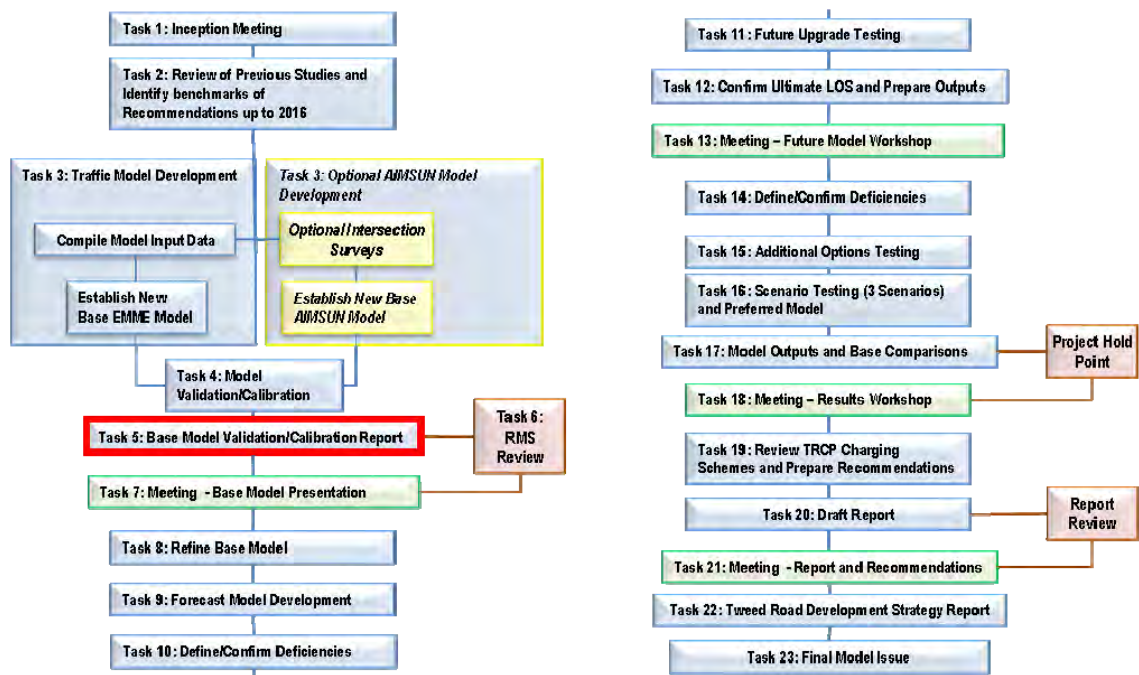 Task 1: Inception Meeting
Task 2: Review of Previous Studies and
Identify benchmarks of
Recommendations up to 2016
Task 3: Traffic Model Development
Compile Model Input Data
Establish New
Base EMME Model
Task 3: Optional AIMSUN Model
Development
Optional Intersection
Surveys
Establish New Base
AIMSUN Model
Task 4: Model
Validation/Calibration
Task 5: Base Model Validation/Calibration Report
Task 6:
RMS
Review
Task 7: Meeting - Base Model Presentation
Task 8: Refine Base Model
Task 9: Forecast Model Development
Task 10: Define/Confirm Deficiencies
Task 11: Future Upgrade Testing
Task 12: Confirm Ultimate LOS and Prepare Outputs
Task 13: Meeting – Future Model Workshop
Task 14: Define/Confirm Deficiencies
Task 15: Additional Options Testing
Task 16: Scenario Testing (3 Scenarios)
and Preferred Model
Task 17: Model Outputs and Base Comparisons
Project Hold
Point
Task 18: Meeting – Results Workshop
Task 19: Review TRCP Charging
Schemes and Prepare Recommendations
Task 20: Draft Report
Report
Review
Task 21: Meeting - Report and Recommendations
Task 22: Tweed Road Development Strategy Report
Task 23: Final Model Issue